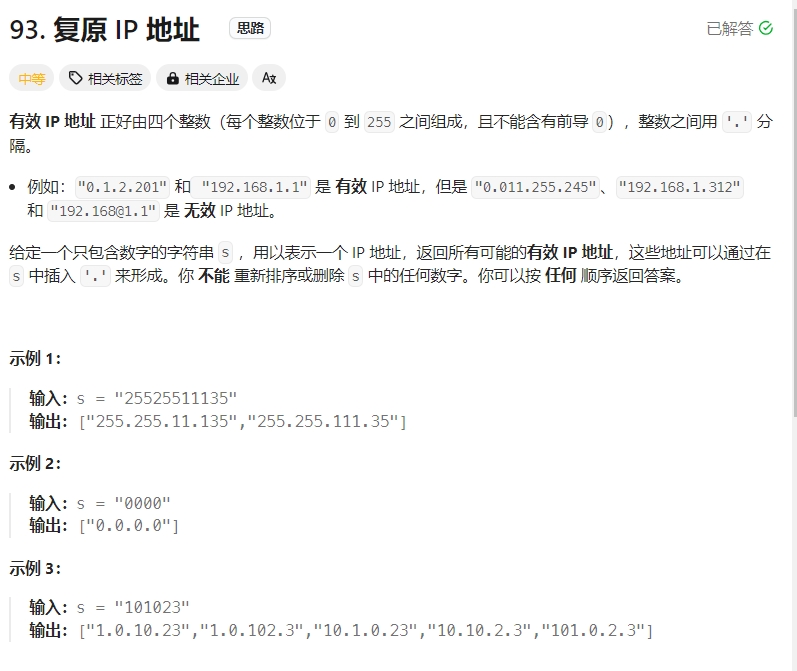 93. 复原 IP 地址 思路 已解答
中等 相关标签 相关企业 Ax
有效 IP 地址 正好由四个整数（每个整数位于 0 到 255 之间组成，且不能含有前导 0），整数之间用 '.' 分
隔。
• 例如："0.1.2.201" 和 "192.168.1.1" 是 有效 IP 地址，但是 "0.011.255.245"、"192.168.1.312"
和 "192.168@1.1" 是 无效 IP 地址。
给定一个只包含数字的字符串 s ，用以表示一个 IP 地址，返回所有可能的有效 IP 地址，这些地址可以通过在
s 中插入 '.' 来形成。你 不能 重新排序或删除 s 中的任何数字。你可以按 任何 顺序返回答案。
示例 1：
输入：s = "25525511135"
输出：["255.255.11.135","255.255.111.35"]
示例 2：
输入：s = "0000"
输出：["0.0.0.0"]
示例 3：
输入：s = "101023"
输出：["1.0.10.23","1.0.102.3","10.1.0.23","10.10.2.3","101.0.2.3"]